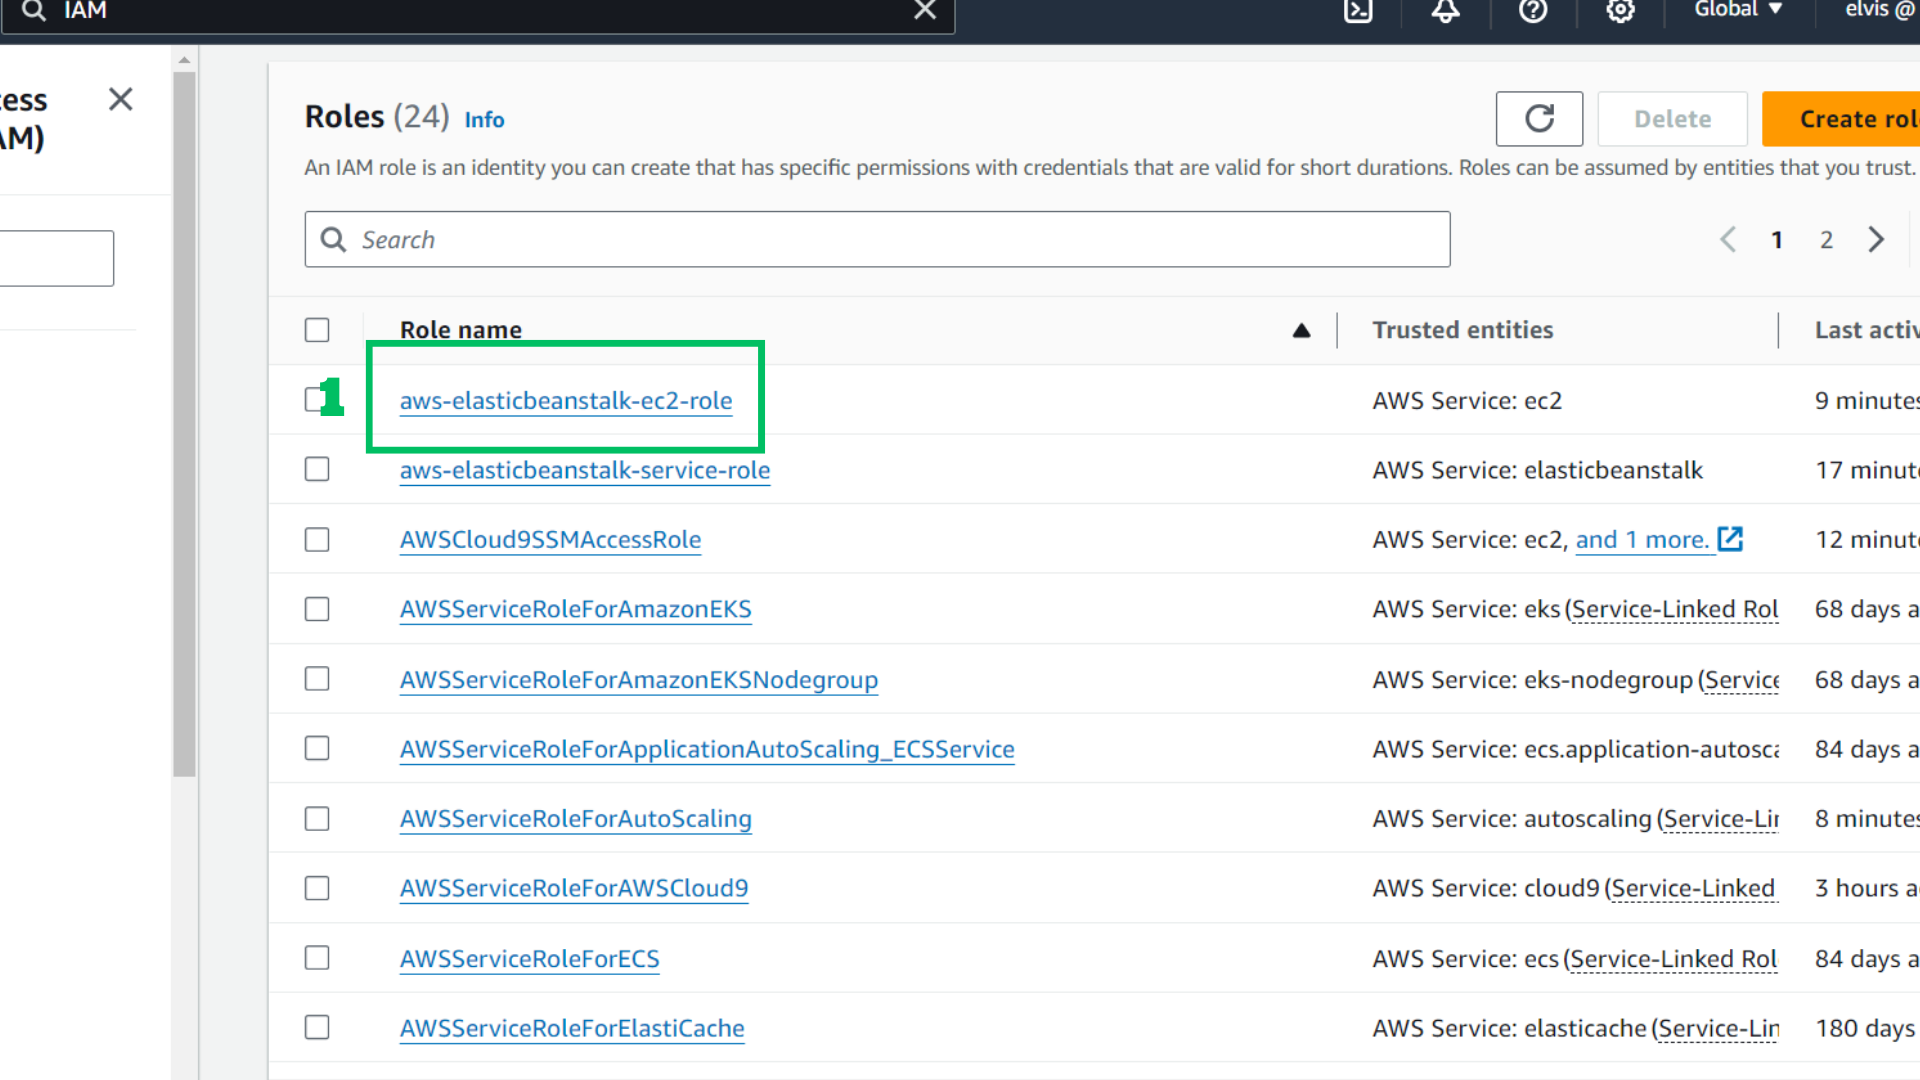 IAM
Global
elvis @
cess
AM)
Roles (24) Info
Delete
Create rol
An IAM role is an identity you can create that has specific permissions with credentials that are valid for short durations. Roles can be assumed by entities that you trust.
Search
1 2
Role name
Trusted entities
Last activ
1
aws-elasticbeanstalk-ec2-role
AWS Service: ec2
9 minutes
aws-elasticbeanstalk-service-role
AWS Service: elasticbeanstalk
17 minute
AWSCloud9SSMAccessRole
AWS Service: ec2, and 1 more.
12 minut
AWSServiceRoleForAmazonEKS
AWS Service: eks (Service-Linked Rol
68 days a
AWSServiceRoleForAmazonEKSNodegroup
AWS Service: eks-nodegroup (Service
68 days a
AWSServiceRoleForApplicationAutoScaling_ECSService
AWS Service: ecs.application-autosca
84 days a
AWSServiceRoleForAutoScaling
AWS Service: autoscaling (Service-Lin
8 minutes
AWSServiceRoleForAWSCloud9
AWS Service: cloud9 (Service-Linked
3 hours a
AWSServiceRoleForECS
AWS Service: ecs (Service-Linked Rol
84 days a
AWSServiceRoleForElastiCache
AWS Service: elasticache (Service-Lin
180 days